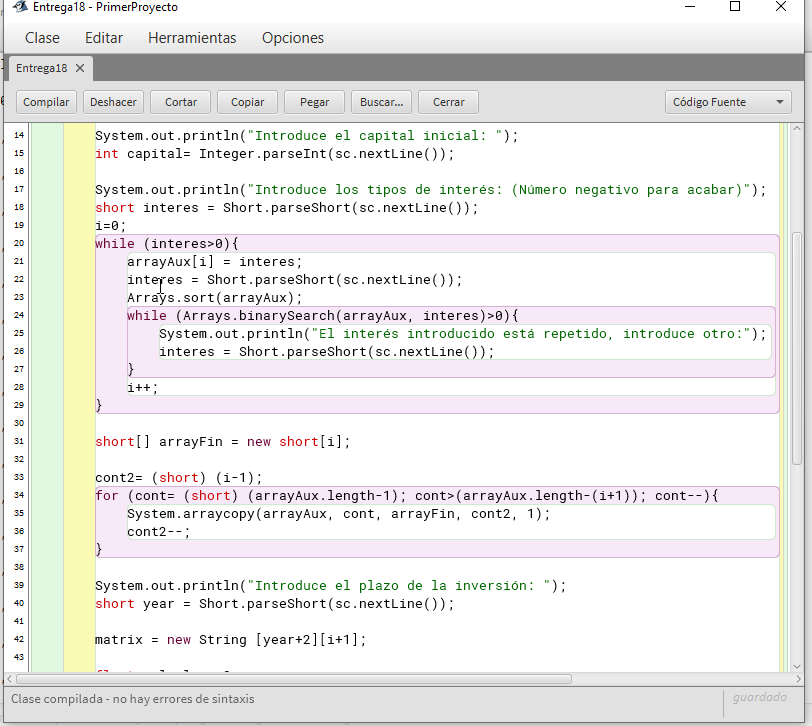 Entrega18 - PrimerProyecto
Clase Editar Herramientas Opciones
Entrega18 ×
Compilar Deshacer Cortar Copiar Pegar Buscar... Cerrar Código Fuente
14 System.out.println("Introduce el capital inicial: ");
15 int capital= Integer.parseInt(sc.nextLine());
16
17 System.out.println("Introduce los tipos de interés: (Número negativo para acabar)");
18 short interes = Short.parseShort(sc.nextLine());
19 i=0;
20 while (interes>0){
21 arrayAux[i] = interes;
22 interes = Short.parseShort(sc.nextLine());
23 Arrays.sort(arrayAux);
24 while (Arrays.binarySearch(arrayAux, interes)>0){
25 System.out.println("El interés introducido está repetido, introduce otro:");
26 interes = Short.parseShort(sc.nextLine());
27 }
28 i++;
29 }
30
31 short[] arrayFin = new short[i];
32
33 cont2= (short) (i-1);
34 for (cont= (short) (arrayAux.length-1); cont>(arrayAux.length-(i+1)); cont--){
35 System.arraycopy(arrayAux, cont, arrayFin, cont2, 1);
36 cont2--;
37 }
38
39 System.out.println("Introduce el plazo de la inversión: ");
40 short year = Short.parseShort(sc.nextLine());
41
42 matrix = new String [year+2][i+1];
43
Clase compilada - no hay errores de sintaxis
guardado